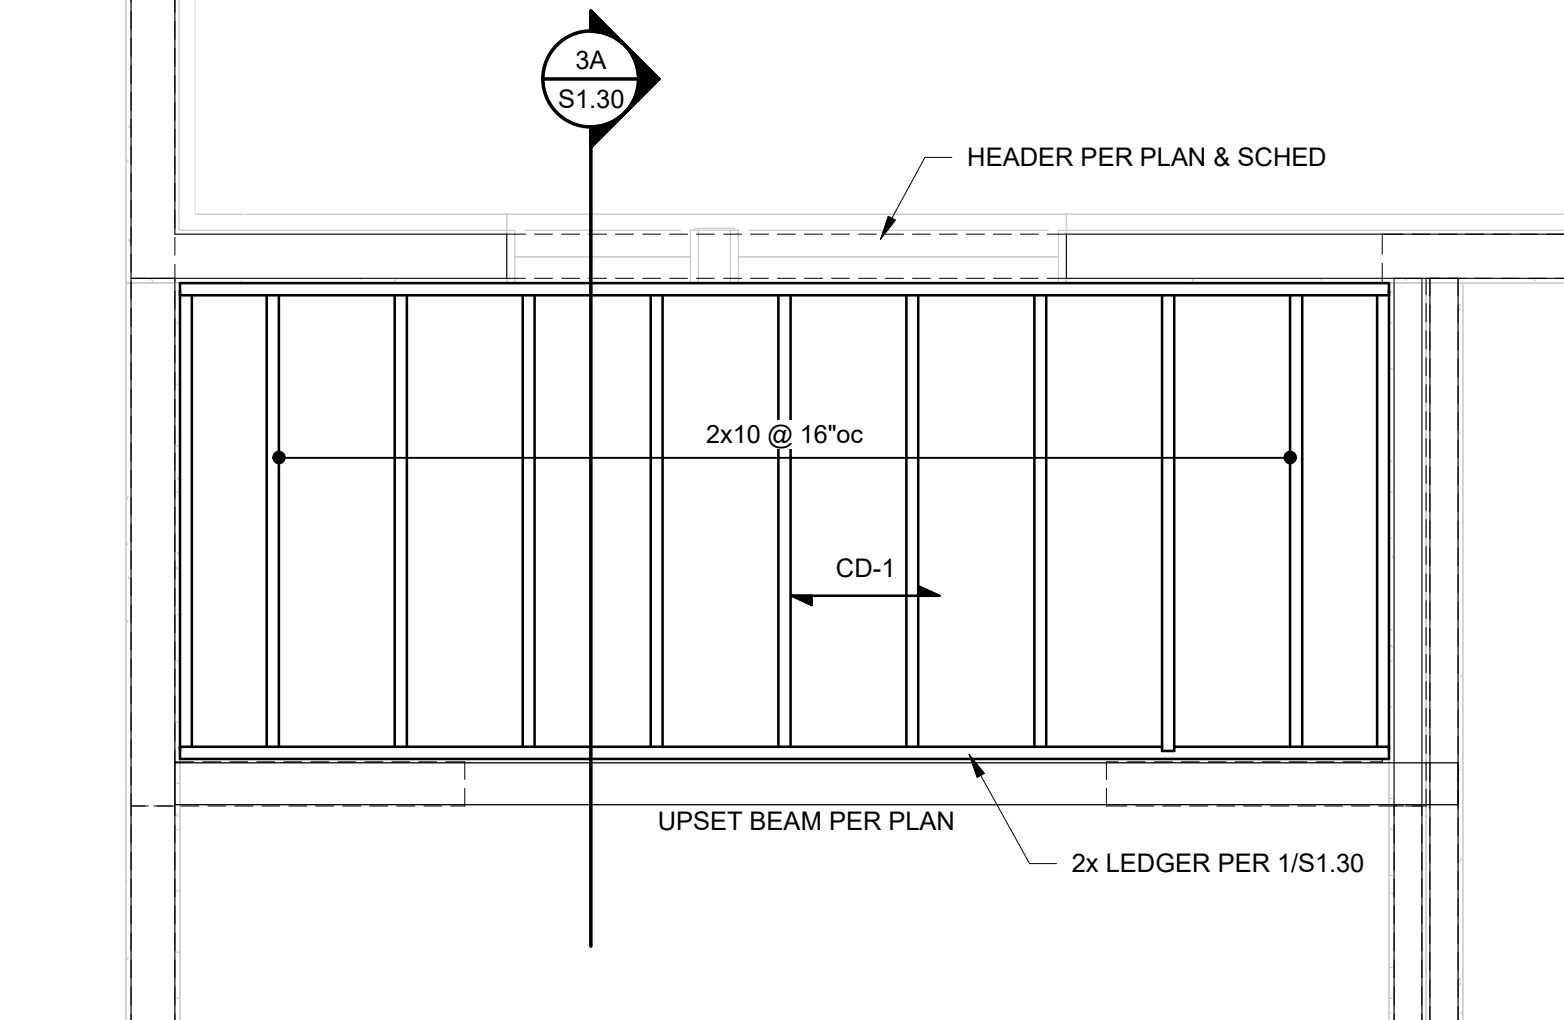 3A
S1.30
HEADER PER PLAN & SCHED
2x10 @ 16"oc
CD-1
UPSET BEAM PER PLAN
2x LEDGER PER 1/S1.30